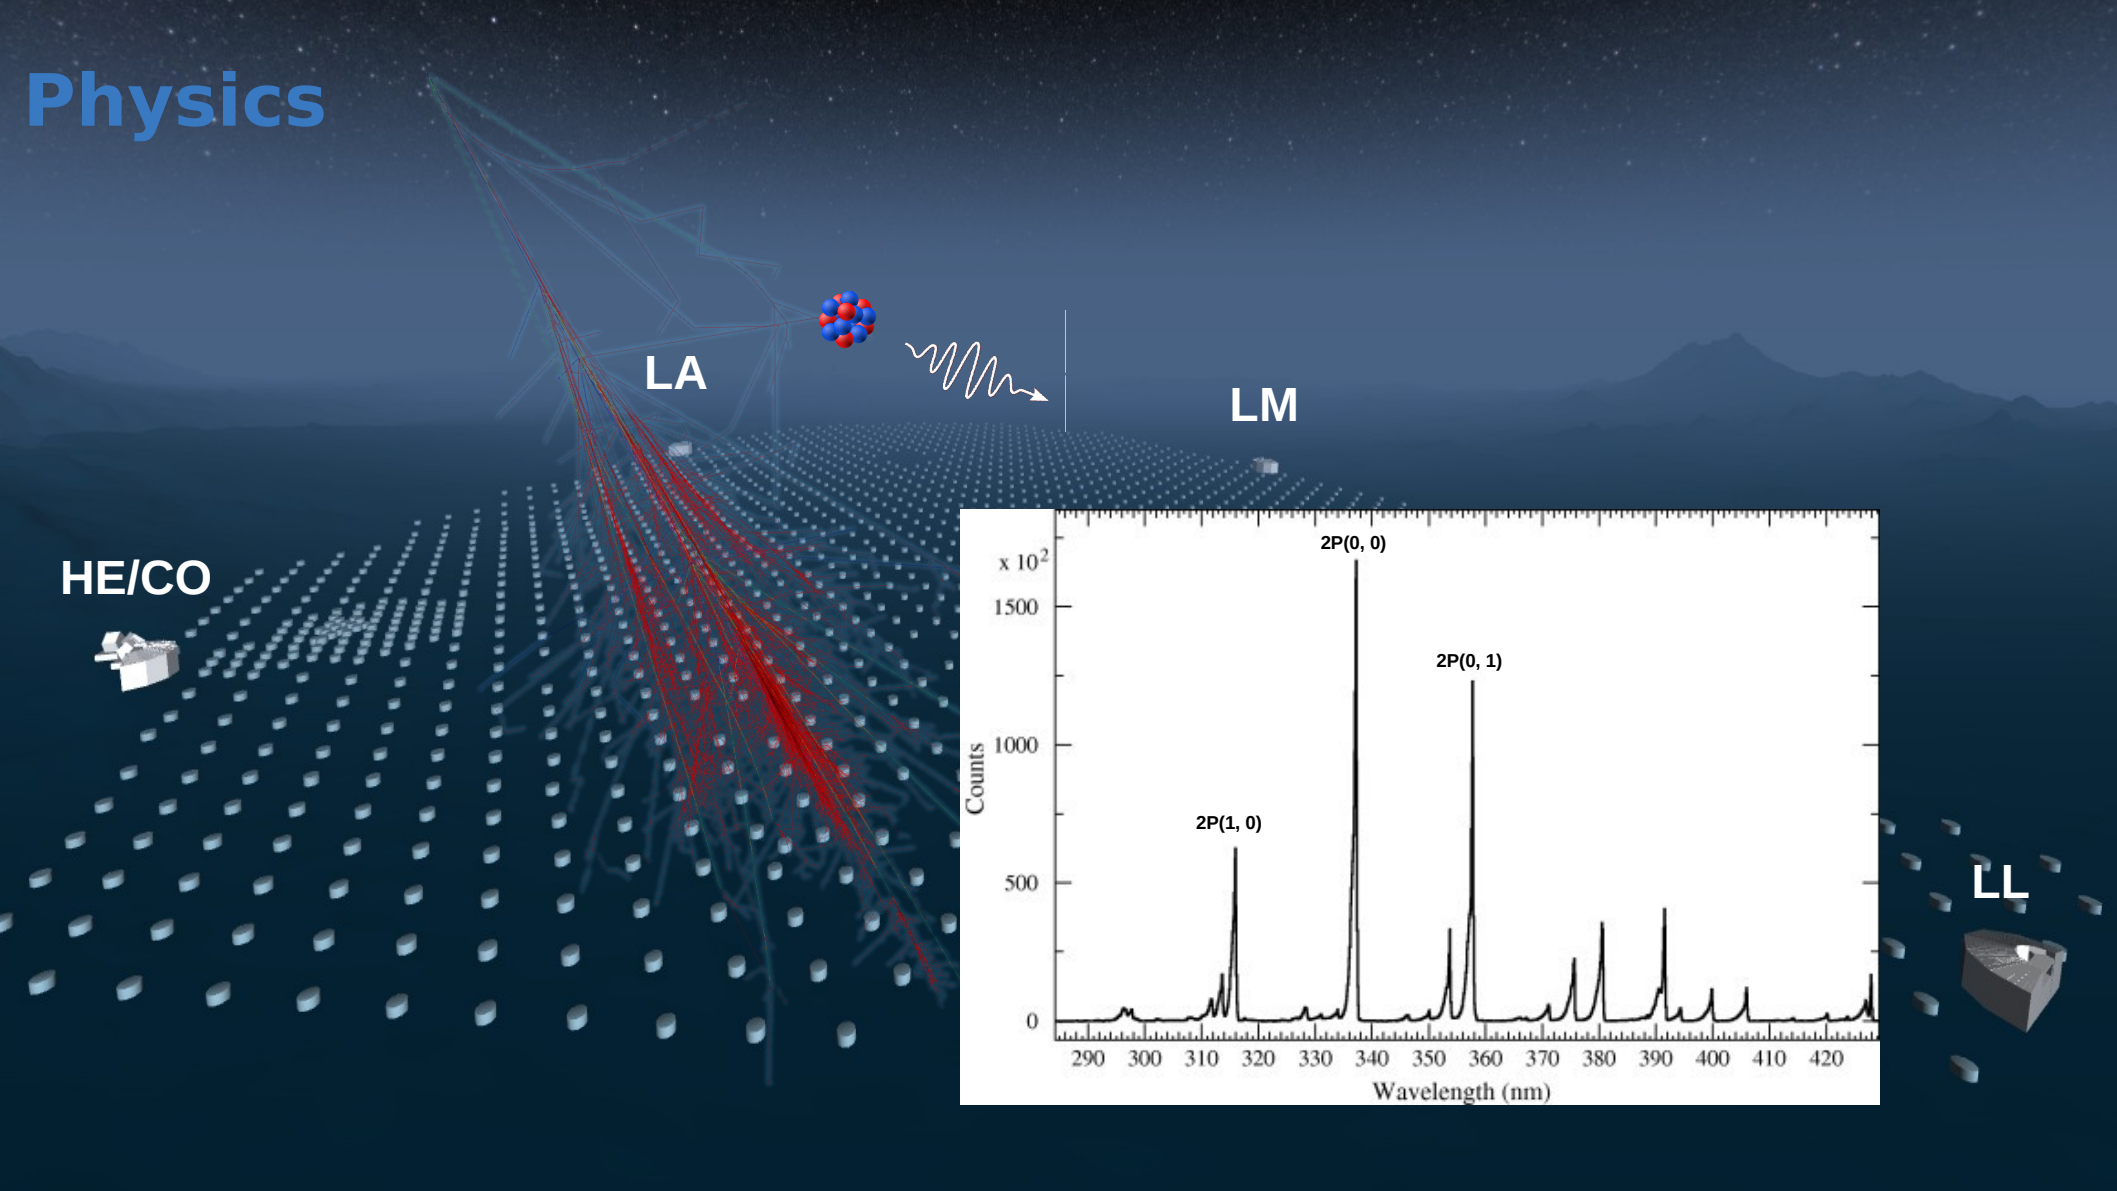 Physics
LA
LM
HE/CO
LL
2P(0, 0)
2P(0, 1)
2P(1, 0)
x 10²
1500
1000
500
0
Counts
290 300 310 320 330 340 350 360 370 380 390 400 410 420
Wavelength (nm)